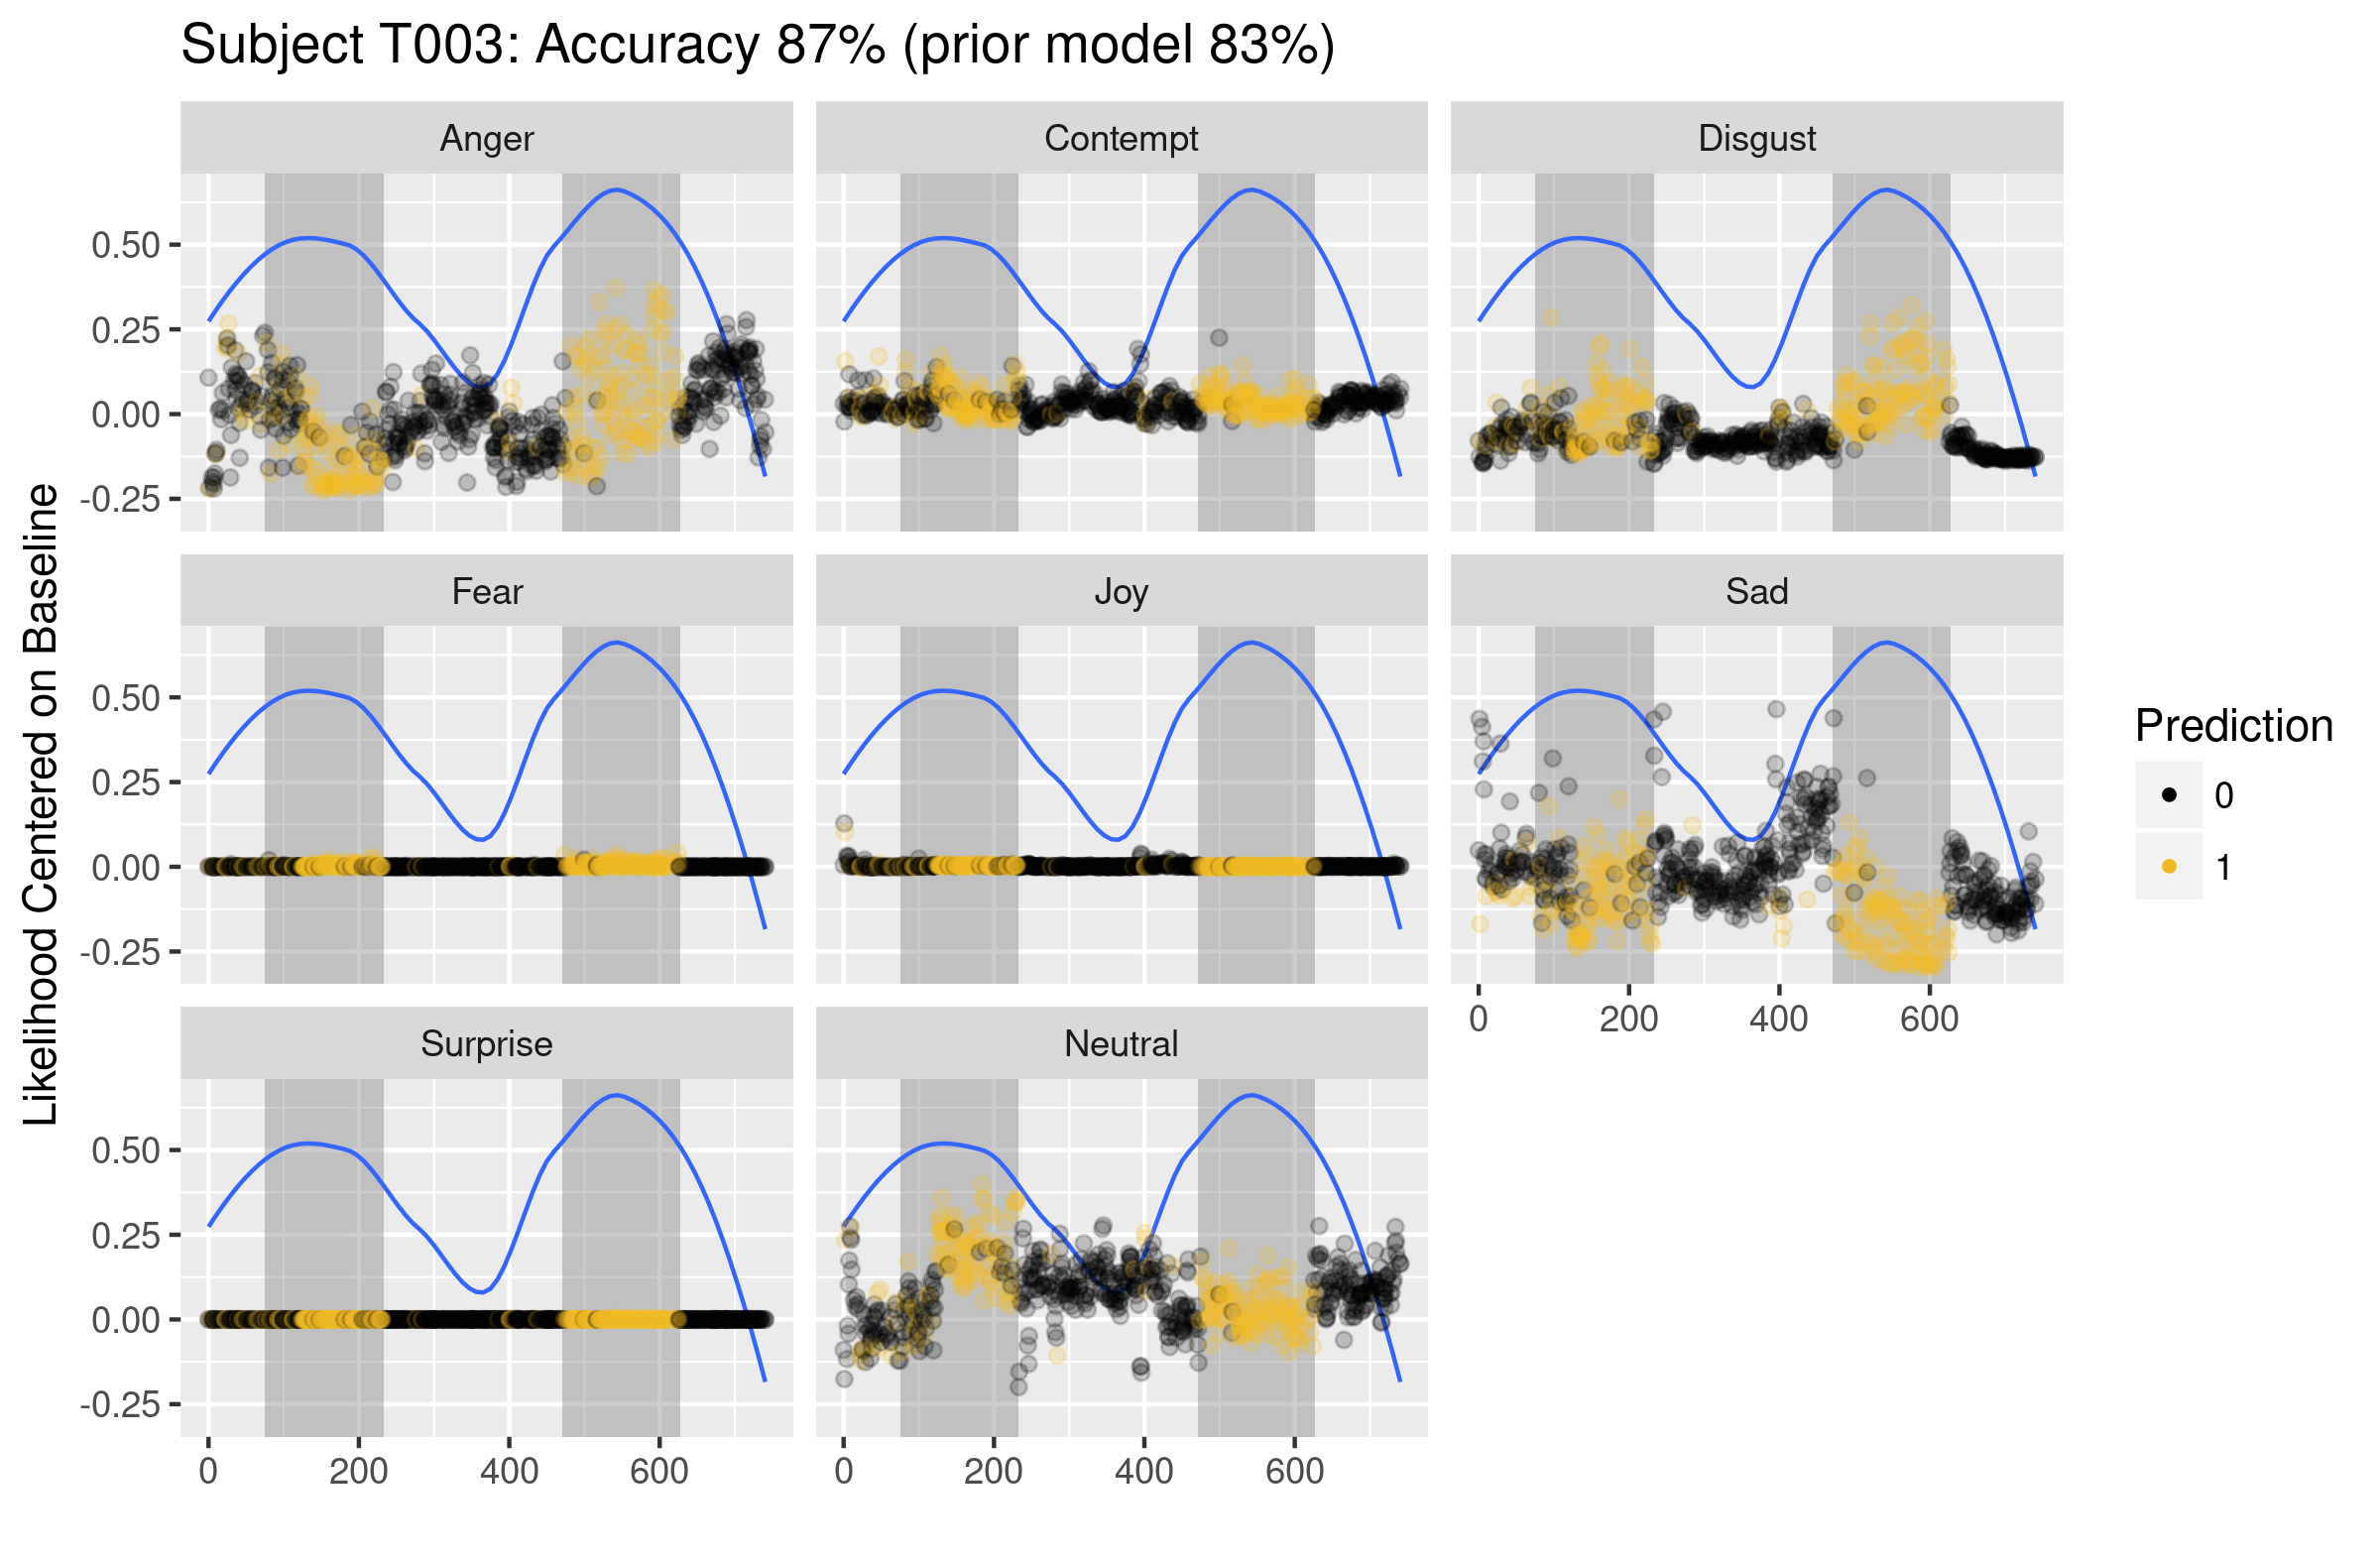 Subject T003: Accuracy 87% (prior model 83%)
Likelihood Centered on Baseline
Anger
Contempt
Disgust
0.50
0.25
0.00
-0.25
Fear
Joy
Sad
0.50
0.25
0.00
-0.25
0 200 400 600
Surprise
Neutral
0.50
0.25
0.00
-0.25
0 200 400 600
0 200 400 600
Prediction
0
1